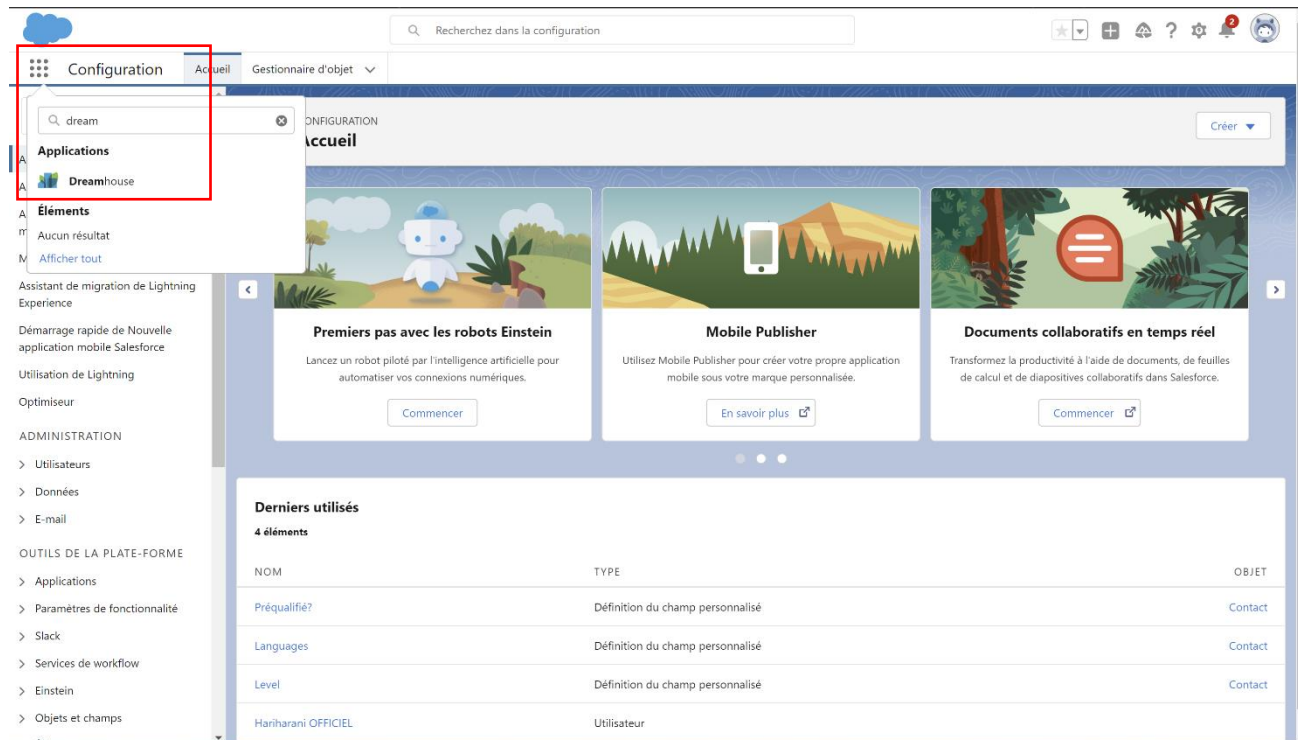 Recherchez dans la configuration
2
Configuration
Accueil
Gestionnaire d'objet
dream
Applications
Dreamhouse
Éléments
Aucun résultat
Afficher tout
ONFIGURATION
Accueil
Créer
A
A
A
m
M
Assistant de migration de Lightning
Experience
Démarrage rapide de Nouvelle
application mobile Salesforce
Utilisation de Lightning
Optimiseur
ADMINISTRATION
Utilisateurs
Données
E-mail
OUTILS DE LA PLATE-FORME
Applications
Paramètres de fonctionnalité
Slack
Services de workflow
Einstein
Objets et champs
Premiers pas avec les robots Einstein
Lancez un robot piloté par l'intelligence artificielle pour
automatiser vos connexions numériques.
Commencer
Mobile Publisher
Utilisez Mobile Publisher pour créer votre propre application
mobile sous votre marque personnalisée.
En savoir plus
Documents collaboratifs en temps réel
Transformez la productivité à l'aide de documents, de feuilles
de calcul et de diapositives collaboratifs dans Salesforce.
Commencer
Derniers utilisés
4 éléments
NOM TYPE OBJET
Préqualifié? Définition du champ personnalisé Contact
Languages Définition du champ personnalisé Contact
Level Définition du champ personnalisé Contact
Hariharani OFFICIEL Utilisateur